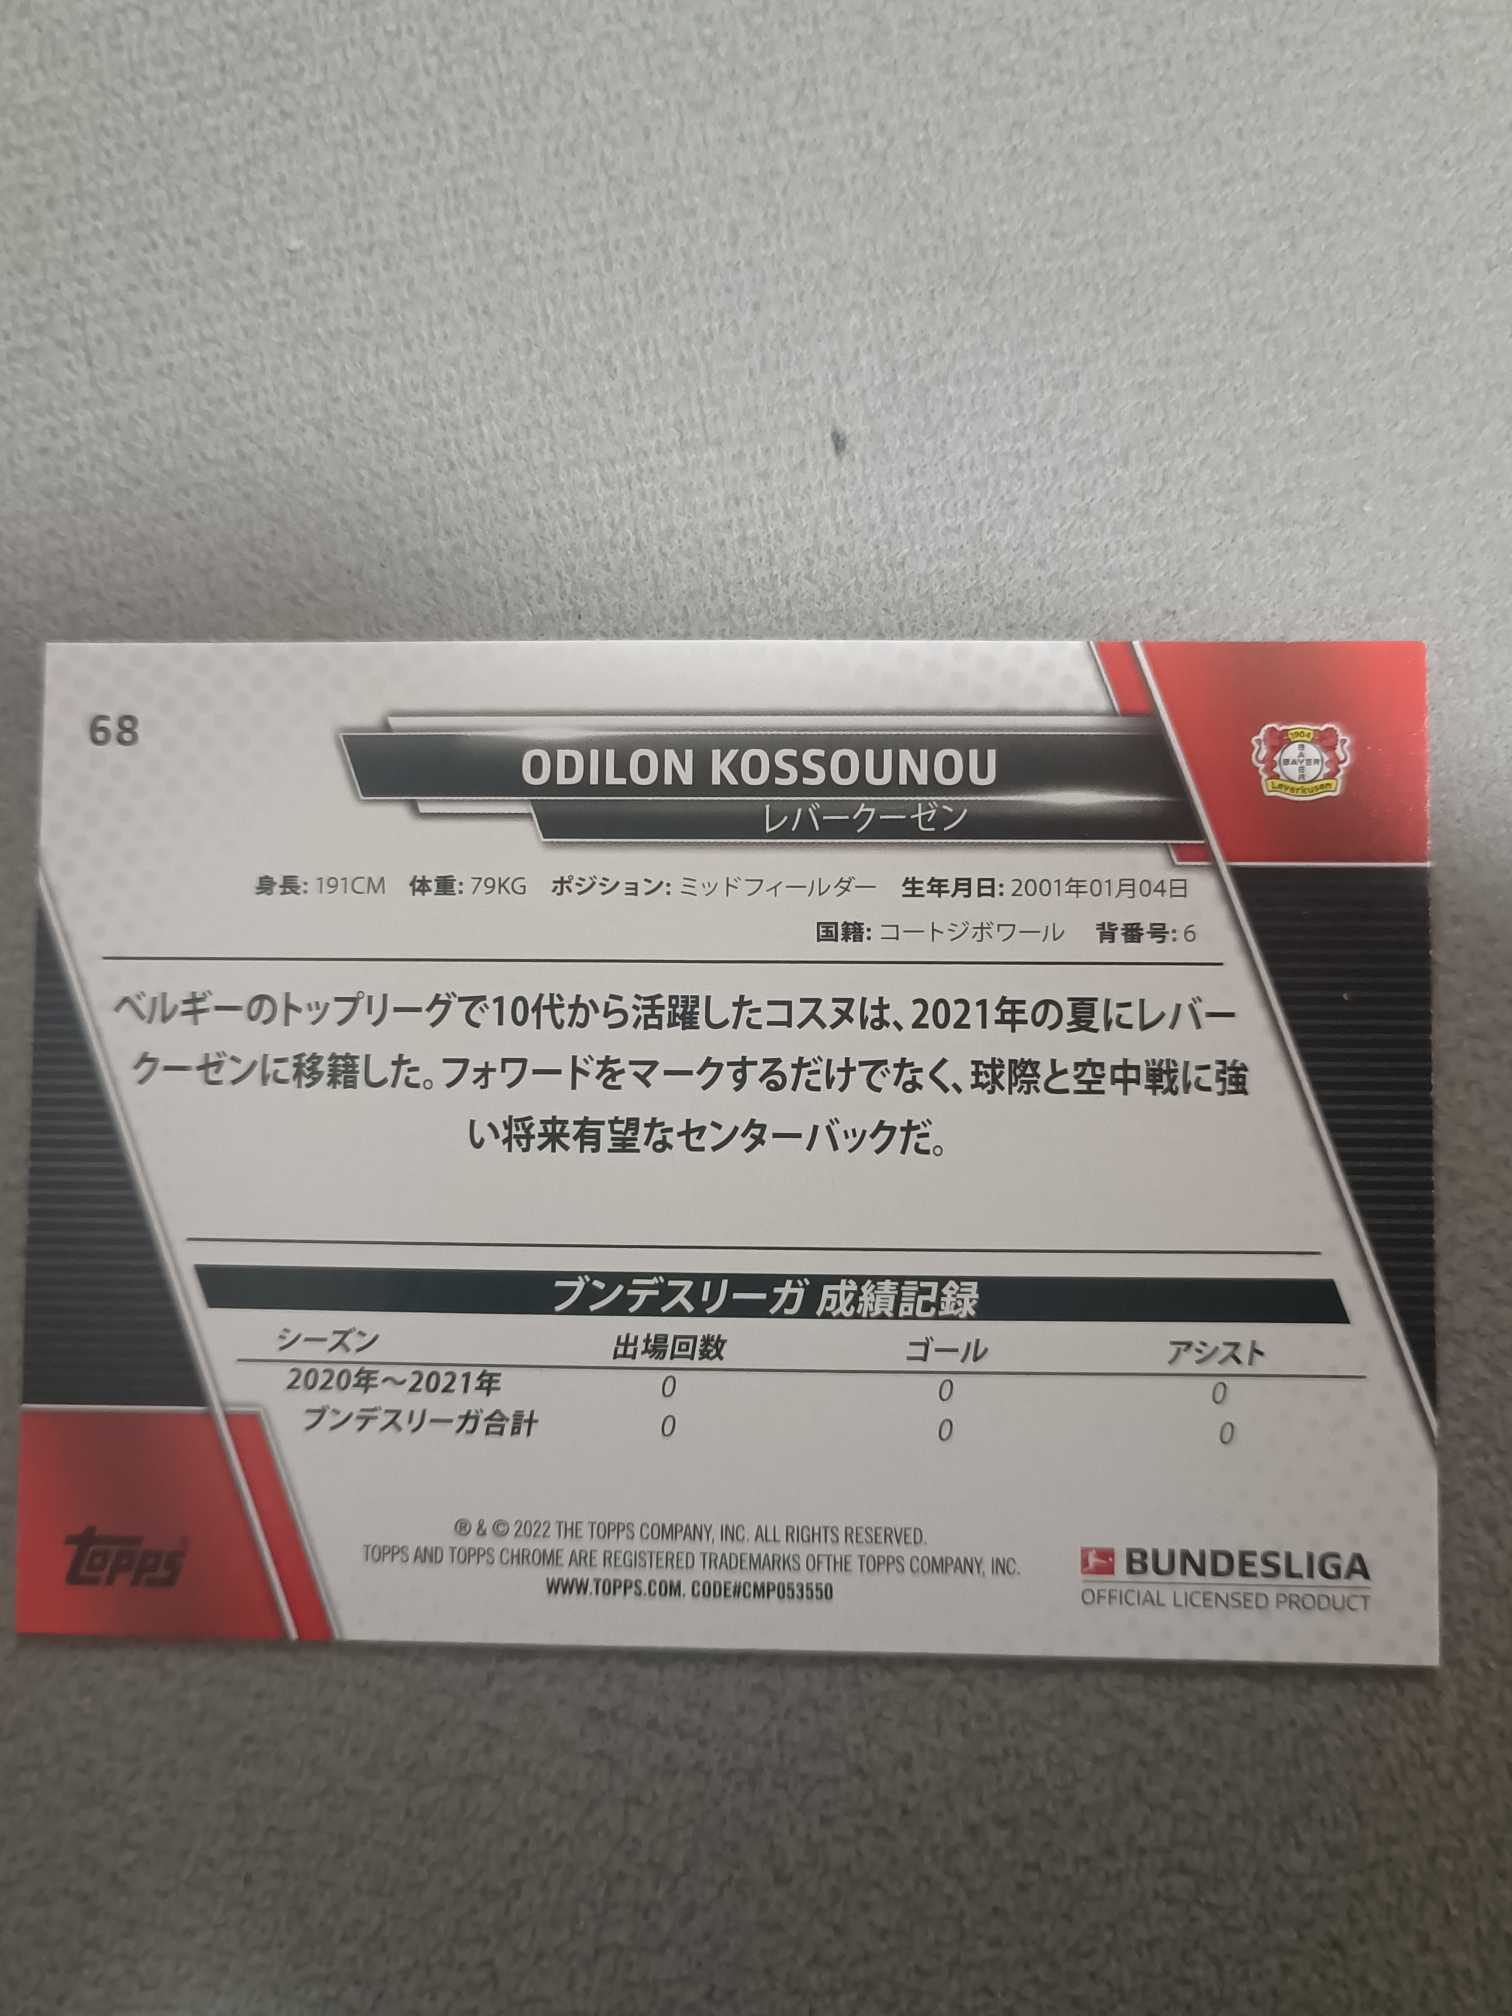 68
ODILON KOSSOUNOU
レバークーゼン
1904
BAYER
Leverkusen
身長: 191CM 体重: 79KG ポジション: ミッドフィールダー 生年月日: 2001年01月04日
国籍: コートジボワール 背番号: 6
ベルギーのトップリーグで10代から活躍したコスヌは、2021年の夏にレバー
クーゼンに移籍した。フォワードをマークするだけでなく、球際と空中戦に強
い将来有望なセンターバックだ。
ブンデスリーガ 成績記録
シーズン 出場回数 ゴール アシスト
2020年～2021年 0 0 0
ブンデスリーガ合計 0 0 0
topps
® & © 2022 THE TOPPS COMPANY, INC. ALL RIGHTS RESERVED.
TOPPS AND TOPPS CHROME ARE REGISTERED TRADEMARKS OFTHE TOPPS COMPANY, INC.
WWW.TOPPS.COM. CODE#CMP053550
BUNDESLIGA
OFFICIAL LICENSED PRODUCT